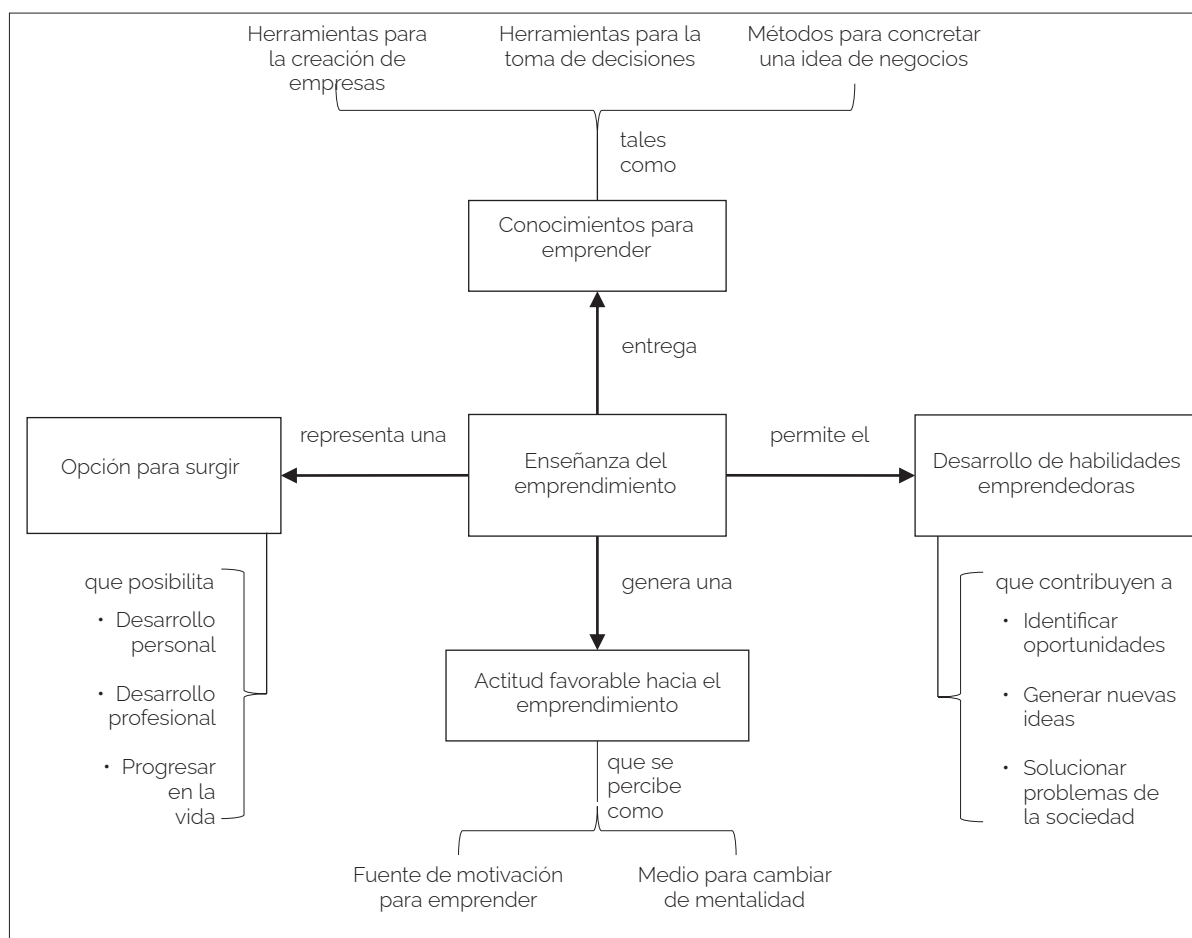 Herramientas para
la creación de
empresas
Herramientas para la
toma de decisiones
Métodos para concretar
una idea de negocios
tales
como
Conocimientos para
emprender
entrega
representa una
Opción para surgir
Enseñanza del
emprendimiento
permite el
Desarrollo de habilidades
emprendedoras
que posibilita
• Desarrollo
personal
• Desarrollo
profesional
• Progresar
en la
vida
genera una
Actitud favorable hacia el
emprendimiento
que se
percibe
como
Fuente de motivación
para emprender
Medio para cambiar
de mentalidad
que contribuyen a
• Identificar
oportunidades
• Generar nuevas
ideas
• Solucionar
problemas de
la sociedad